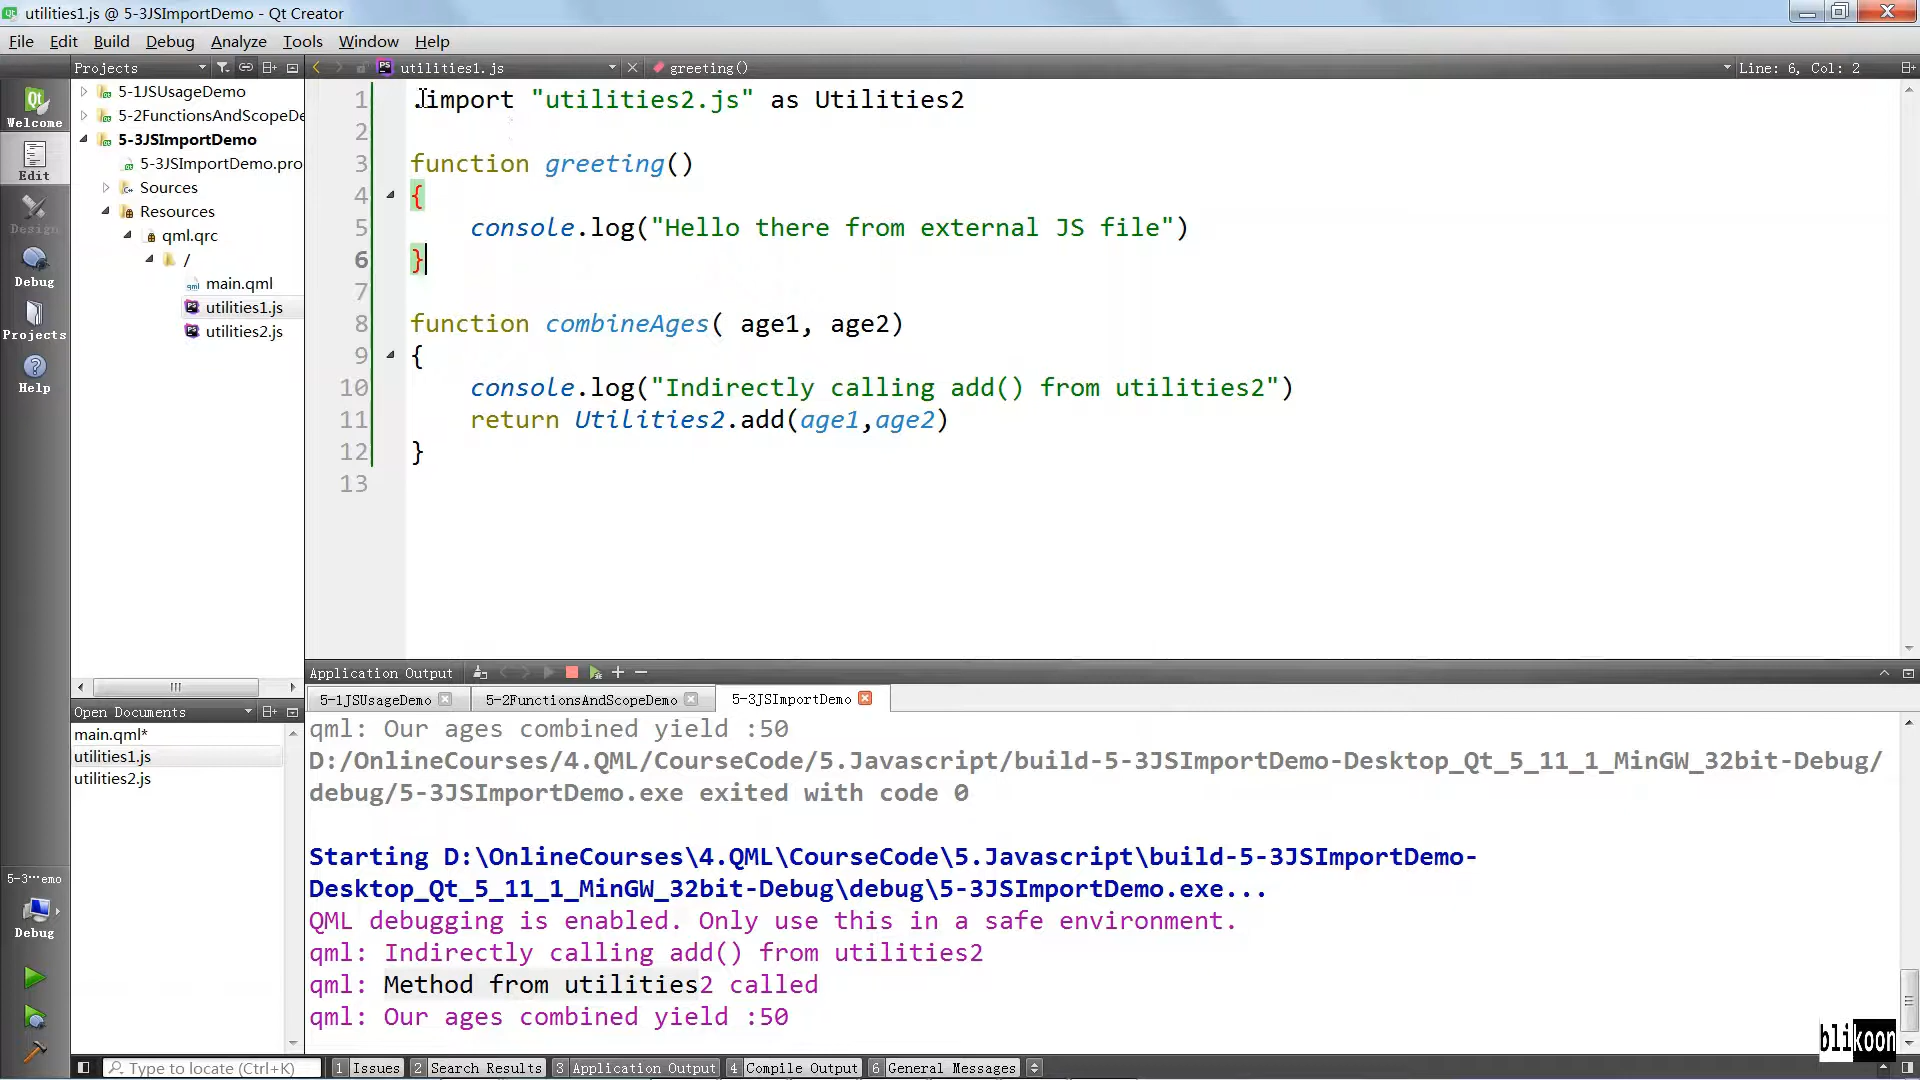 utilities1.js @ 5-3JSImportDemo - Qt Creator
File Edit Build Debug Analyze Tools Window Help
Projects utilities1.js greeting() Line: 6, Col: 2
Welcome
Edit
Design
Debug
Projects
Help
5-3···emo
Debug
5-1JSUsageDemo
5-2FunctionsAndScopeDe
5-3JSImportDemo
5-3JSImportDemo.pro
Sources
Resources
qml.qrc
/
main.qml
utilities1.js
utilities2.js
Open Documents
main.qml*
utilities1.js
utilities2.js
1 .import "utilities2.js" as Utilities2
2
3 function greeting()
4 {
5 console.log("Hello there from external JS file")
6 }
7
8 function combineAges( age1, age2)
9 {
10 console.log("Indirectly calling add() from utilities2")
11 return Utilities2.add(age1,age2)
12 }
13
Application Output
5-1JSUsageDemo 5-2FunctionsAndScopeDemo 5-3JSImportDemo
qml: Our ages combined yield :50
D:/OnlineCourses/4.QML/CourseCode/5.Javascript/build-5-3JSImportDemo-Desktop_Qt_5_11_1_MinGW_32bit-Debug/
debug/5-3JSImportDemo.exe exited with code 0
Starting D:\OnlineCourses\4.QML\CourseCode\5.Javascript\build-5-3JSImportDemo-
Desktop_Qt_5_11_1_MinGW_32bit-Debug\debug\5-3JSImportDemo.exe...
QML debugging is enabled. Only use this in a safe environment.
qml: Indirectly calling add() from utilities2
qml: Method from utilities2 called
qml: Our ages combined yield :50
blikoon
Type to locate (Ctrl+K) 1 Issues 2 Search Results 3 Application Output 4 Compile Output 6 General Messages